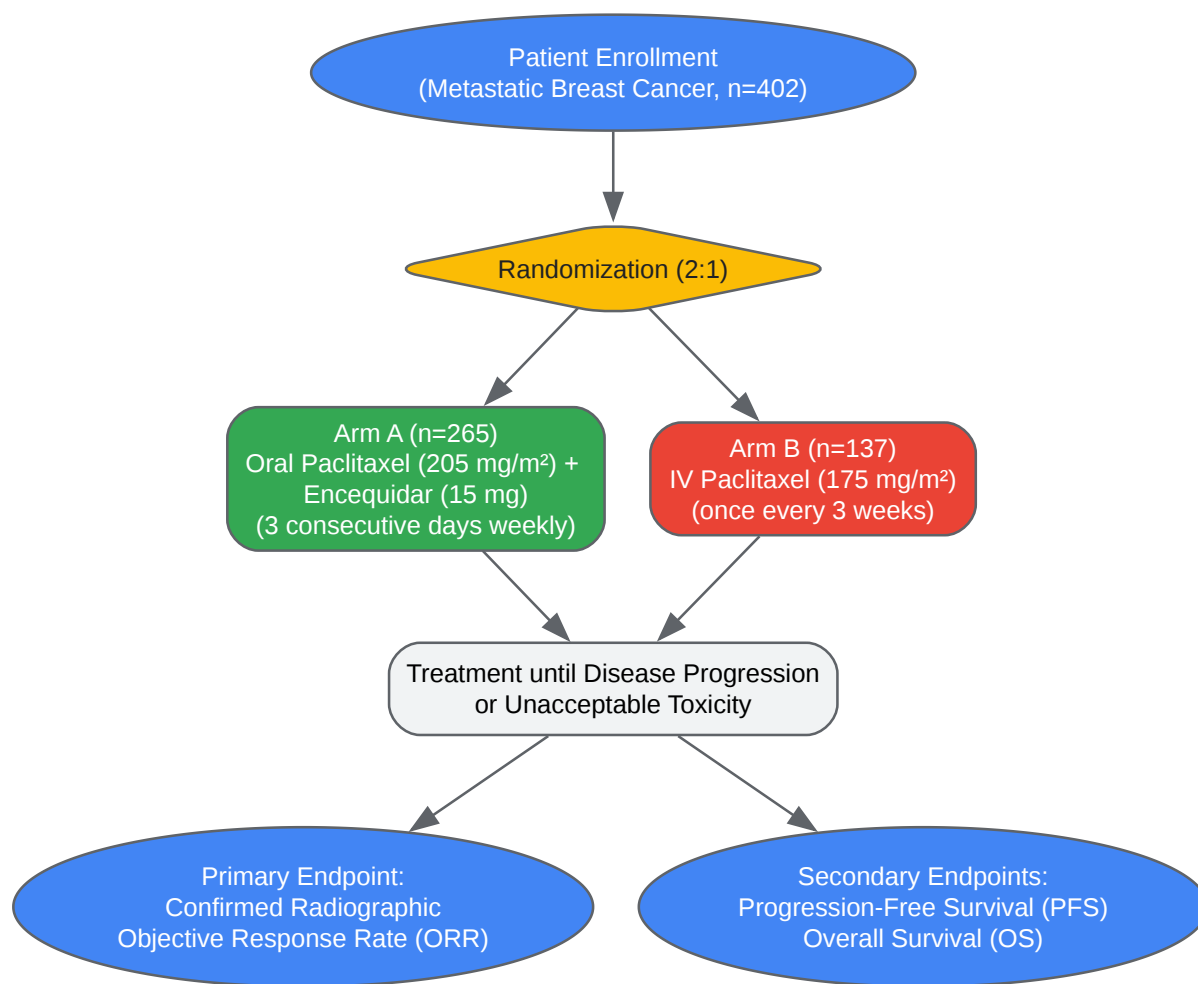 Patient Enrollment
(Metastatic Breast Cancer, n=402)
Randomization (2:1)
Arm A (n=265)
Oral Paclitaxel (205 mg/m²) +
Encequidar (15 mg)
(3 consecutive days weekly)
Arm B (n=137)
IV Paclitaxel (175 mg/m²)
(once every 3 weeks)
Treatment until Disease Progression
or Unacceptable Toxicity
Primary Endpoint:
Confirmed Radiographic
Objective Response Rate (ORR)
Secondary Endpoints:
Progression-Free Survival (PFS)
Overall Survival (OS)